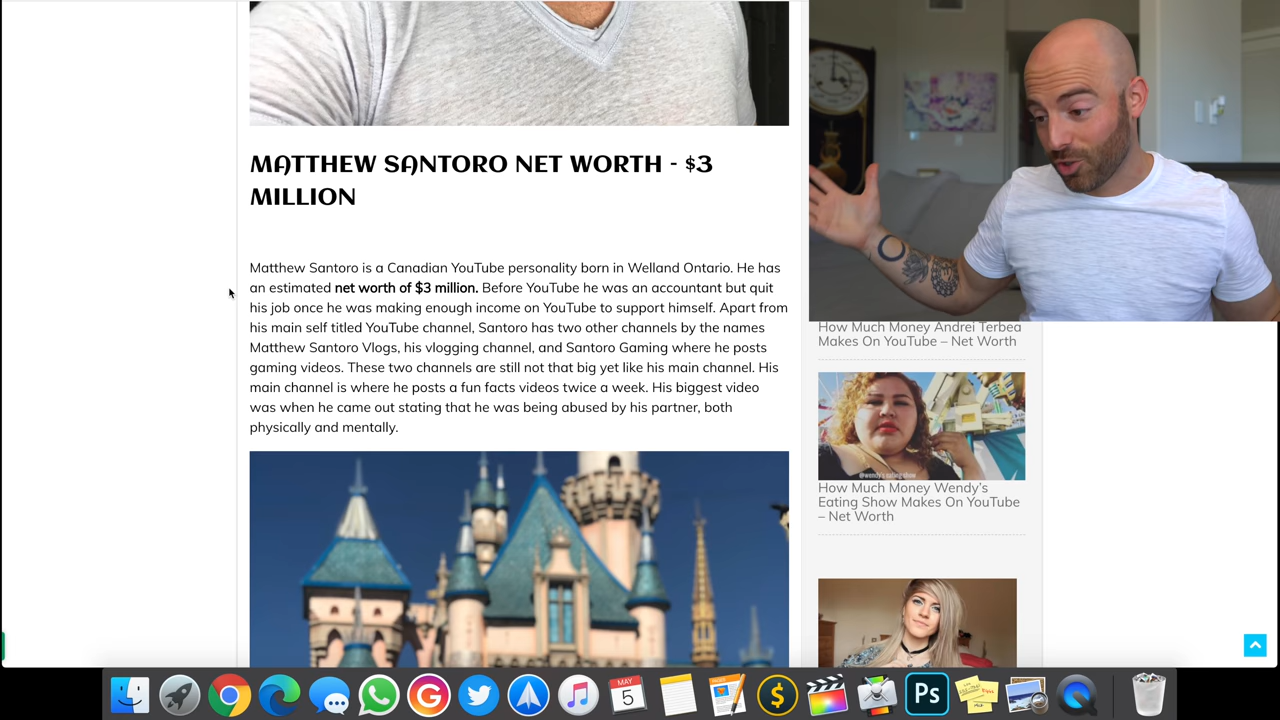 MATTHEW SANTORO NET WORTH - $3
MILLION
Matthew Santoro is a Canadian YouTube personality born in Welland Ontario. He has
an estimated net worth of $3 million. Before YouTube he was an accountant but quit
his job once he was making enough income on YouTube to support himself. Apart from
his main self titled YouTube channel, Santoro has two other channels by the names
Matthew Santoro Vlogs, his vlogging channel, and Santoro Gaming where he posts
gaming videos. These two channels are still not that big yet like his main channel. His
main channel is where he posts a fun facts videos twice a week. His biggest video
was when he came out stating that he was being abused by his partner, both
physically and mentally.
How Much Money Andrei Terbea
Makes On YouTube – Net Worth
@wendy's eating show
How Much Money Wendy's
Eating Show Makes On YouTube
– Net Worth
MAY
5
Ps